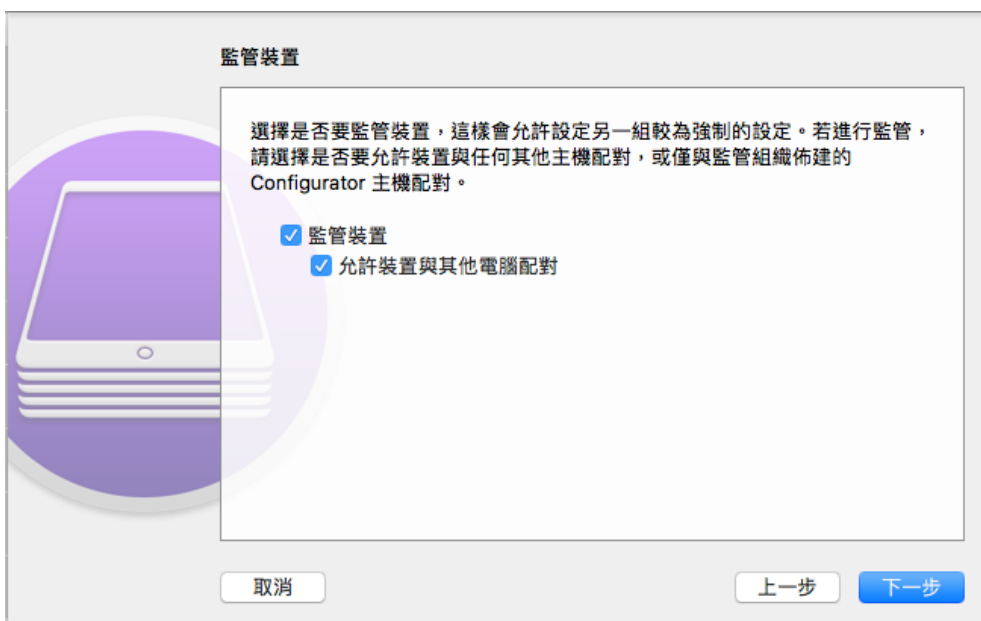 監管裝置
選擇是否要監管裝置，這樣會允許設定另一組較為強制的設定。若進行監管，
請選擇是否要允許裝置與任何其他主機配對，或僅與監管組織佈建的
Configurator 主機配對。
監管裝置
允許裝置與其他電腦配對
取消
上一步
下一步